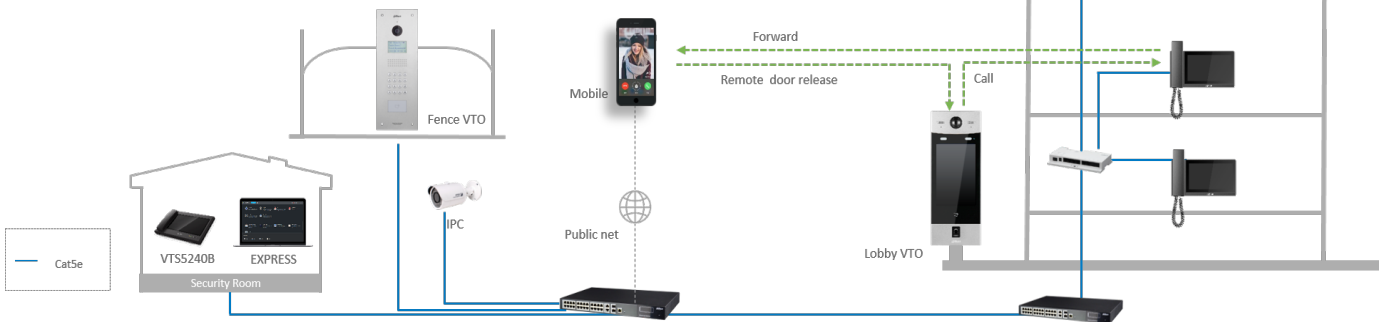 Forward
Remote door release
Call
Mobile
Fence VTO
IPC
Public net
Lobby VTO
VTS5240B
EXPRESS
Security Room
Cat5e